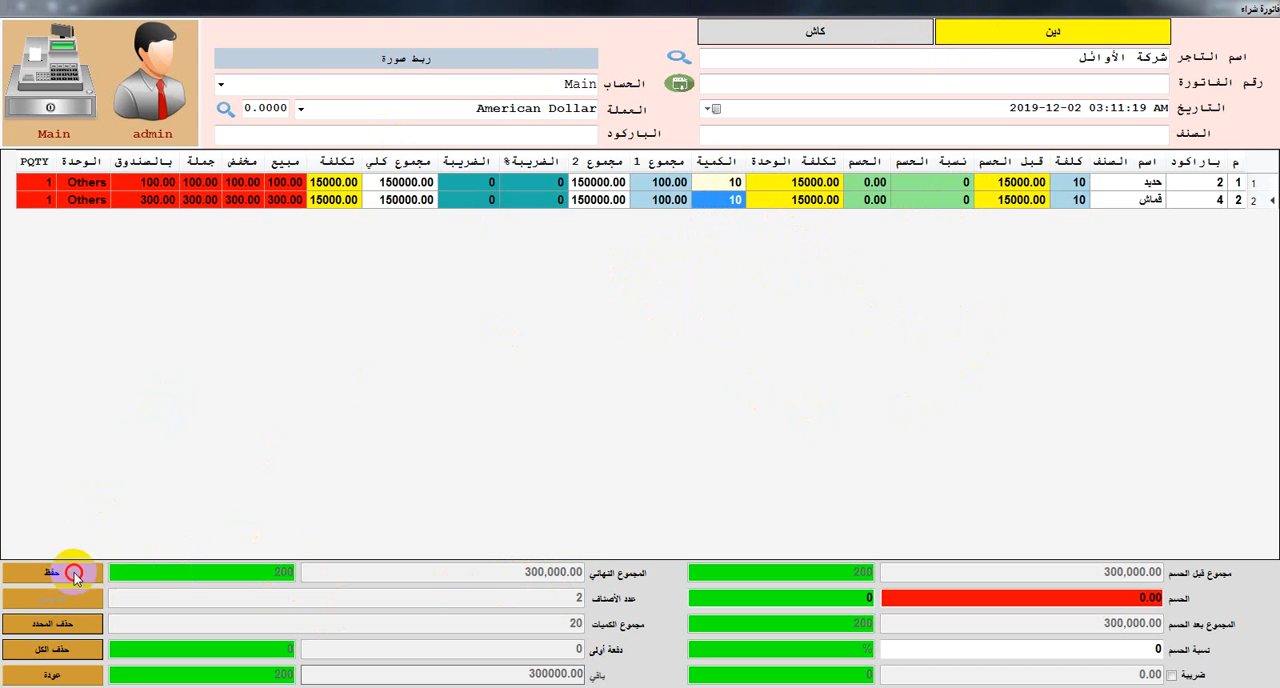 فاتورة شراء
دين
كاش
اسم التاجر شركة الأوائل
ربط صورة
رقم الفاتورة
الحساب Main
التاريخ 2019-12-02 03:11:19 AM
العملة American Dollar 0.0000
الصنف
الباركود
Main admin
م باراكود اسم الصنف كلفة قبل الحسم نسبة الحسم الحسم تكلفة الوحدة الكمية مجموع 1 مجموع 2 الضريبة% الضريبة مجموع كلي تكلفة مبيع مخفض جملة بالصندوق الوحدة PQTY
1 1 2 حديد 10 15000.00 0 0.00 15000.00 10 100.00 150000.00 0 0 150000.00 15000.00 100.00 100.00 100.00 100.00 Others 1
2 2 4 قماش 10 15000.00 0 0.00 15000.00 10 100.00 150000.00 0 0 150000.00 15000.00 300.00 300.00 300.00 300.00 Others 1
مجموع قبل الحسم 300,000.00 200 المجموع النهائي 300,000.00 200 حفظ
الحسم 0.00 0 عدد الأصناف 2
المجموع بعد الحسم 300,000.00 200 مجموع الكميات 20 حذف المحدد
نسبة الحسم 0 % دفعة أولى 0 0 حذف الكل
ضريبة 0.00 0 باقي 300000.00 200 عودة